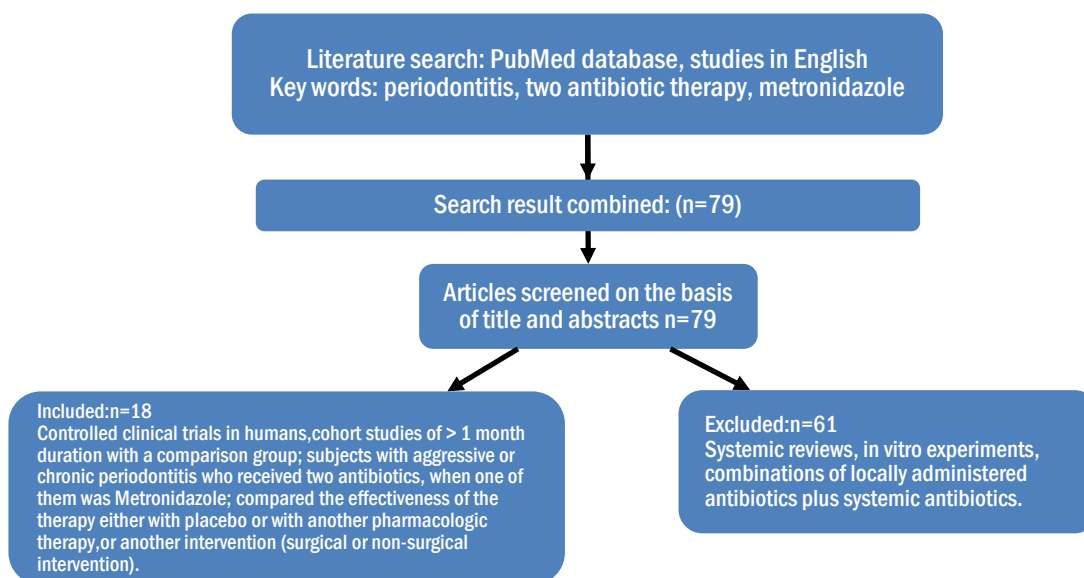 Literature search: PubMed database, studies in English
Key words: periodontitis, two antibiotic therapy, metronidazole
Search result combined: (n=79)
Articles screened on the basis
of title and abstracts n=79
Included:n=18
Controlled clinical trials in humans,cohort studies of > 1 month
duration with a comparison group; subjects with aggressive or
chronic periodontitis who received two antibiotics, when one of
them was Metronidazole; compared the effectiveness of the
therapy either with placebo or with another pharmacologic
therapy,or another intervention (surgical or non-surgical
intervention).
Excluded:n=61
Systemic reviews, in vitro experiments,
combinations of locally administered
antibiotics plus systemic antibiotics.